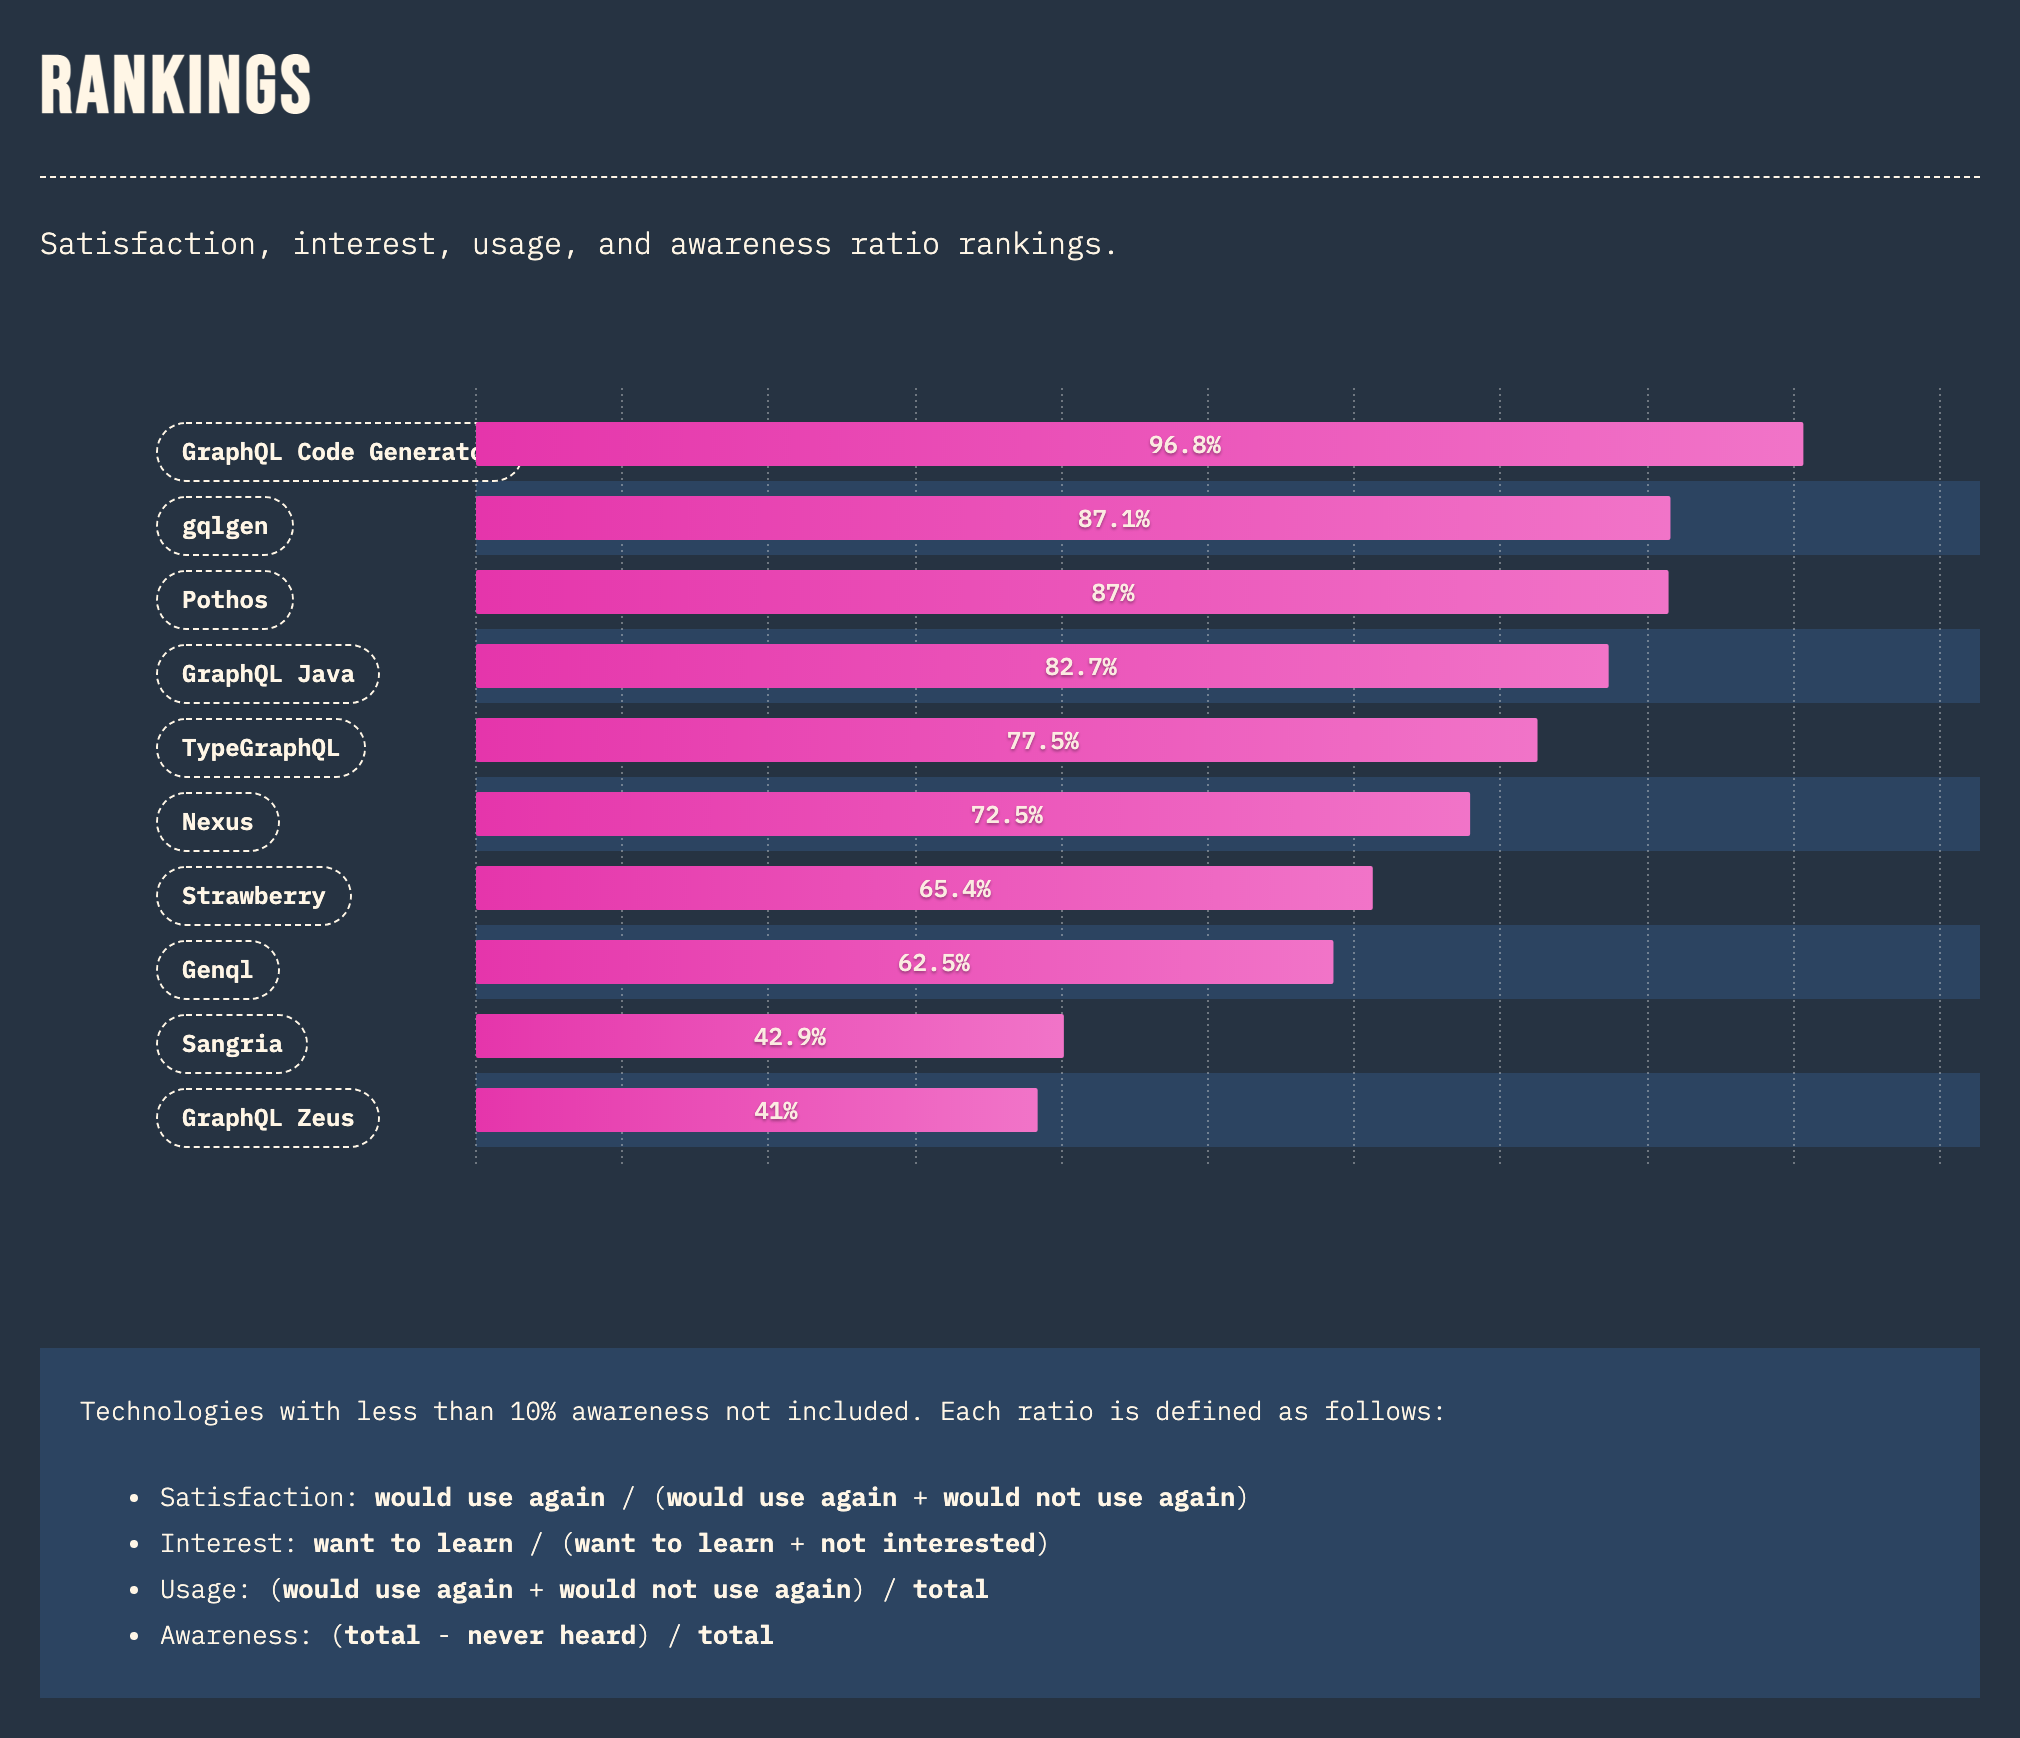 RANKINGS
Satisfaction, interest, usage, and awareness ratio rankings.
GraphQL Code Generato
96.8%
gqlgen
87.1%
Pothos
87%
GraphQL Java
82.7%
TypeGraphQL
77.5%
Nexus
72.5%
Strawberry
65.4%
Genql
62.5%
Sangria
42.9%
GraphQL Zeus
41%
Technologies with less than 10% awareness not included. Each ratio is defined as follows:
• Satisfaction: would use again / (would use again + would not use again)
• Interest: want to learn / (want to learn + not interested)
• Usage: (would use again + would not use again) / total
• Awareness: (total - never heard) / total